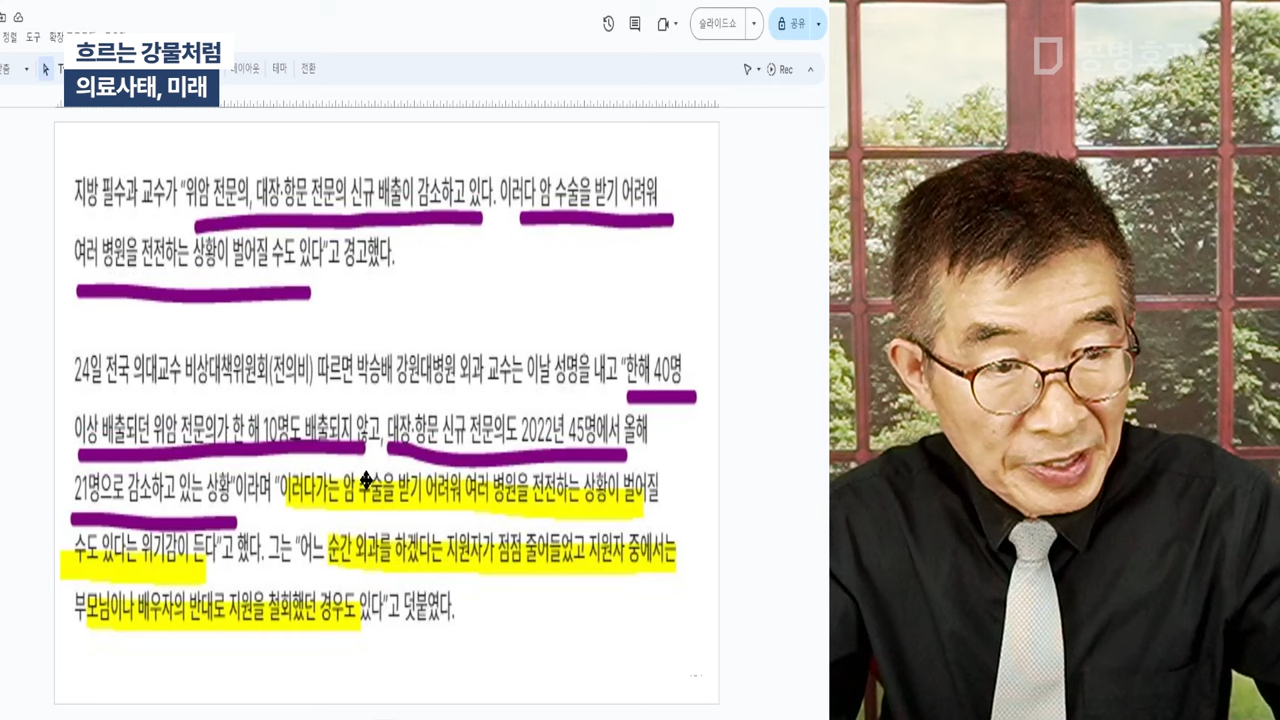 정렬 도구
슬라이드쇼
공유
흐르는 강물처럼
의료사태, 미래
테마
전환
Rec
지방 필수과 교수가 “위암 전문의, 대장·항문 전문의 신규 배출이 감소하고 있다. 이러다 암 수술을 받기 어려워
여러 병원을 전전하는 상황이 벌어질 수도 있다“고 경고했다.
24일 전국 의대교수 비상대책위원회(전의비) 따르면 박승배 강원대병원 외과 교수는 이날 성명을 내고 “한해 40명
이상 배출되던 위암 전문의가 한 해 10명도 배출되지 않고, 대장·항문 신규 전문의도 2022년 45명에서 올해
21명으로 감소하고 있는 상황“이라며 “이러다가는 암 수술을 받기 어려워 여러 병원을 전전하는 상황이 벌어질
수도 있다는 위기감이 든다“고 했다. 그는 “어느 순간 외과를 하겠다는 지원자가 점점 줄어들었고 지원자 중에서는
부모님이나 배우자의 반대로 지원을 철회했던 경우도 있다”고 덧붙였다.